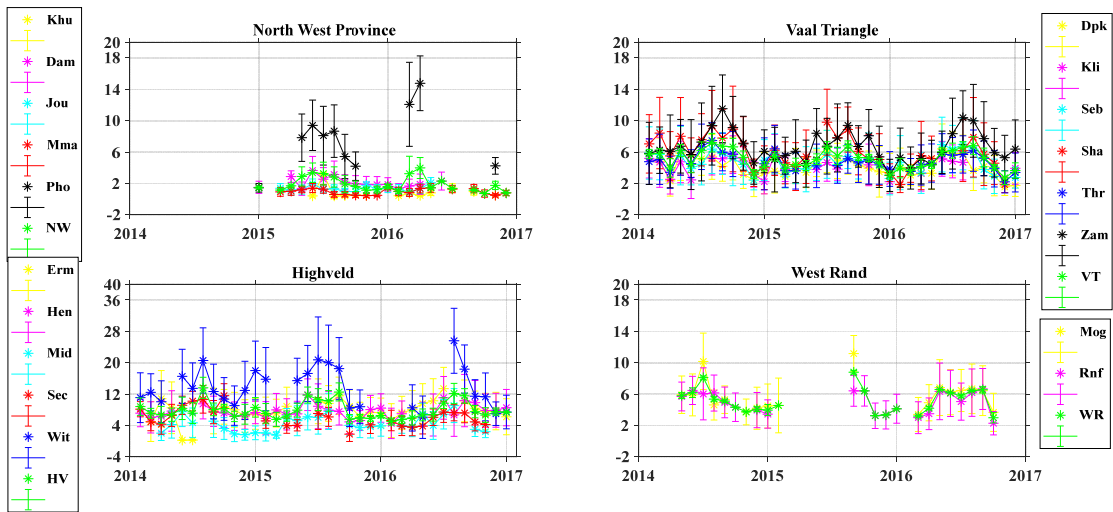 Khu
Dam
Jou
Mma
Pho
NW
North West Province
20
18
14
10
6
2
-2
2014 2015 2016 2017
Vaal Triangle
20
18
14
10
6
2
-2
2014 2015 2016 2017
Dpk
Kli
Seb
Sha
Thr
Zam
VT
Erm
Hen
Mid
Sec
Wit
HV
Highveld
40
36
28
20
12
4
-4
2014 2015 2016 2017
West Rand
20
18
14
10
6
2
-2
2014 2015 2016 2017
Mog
Rnf
WR